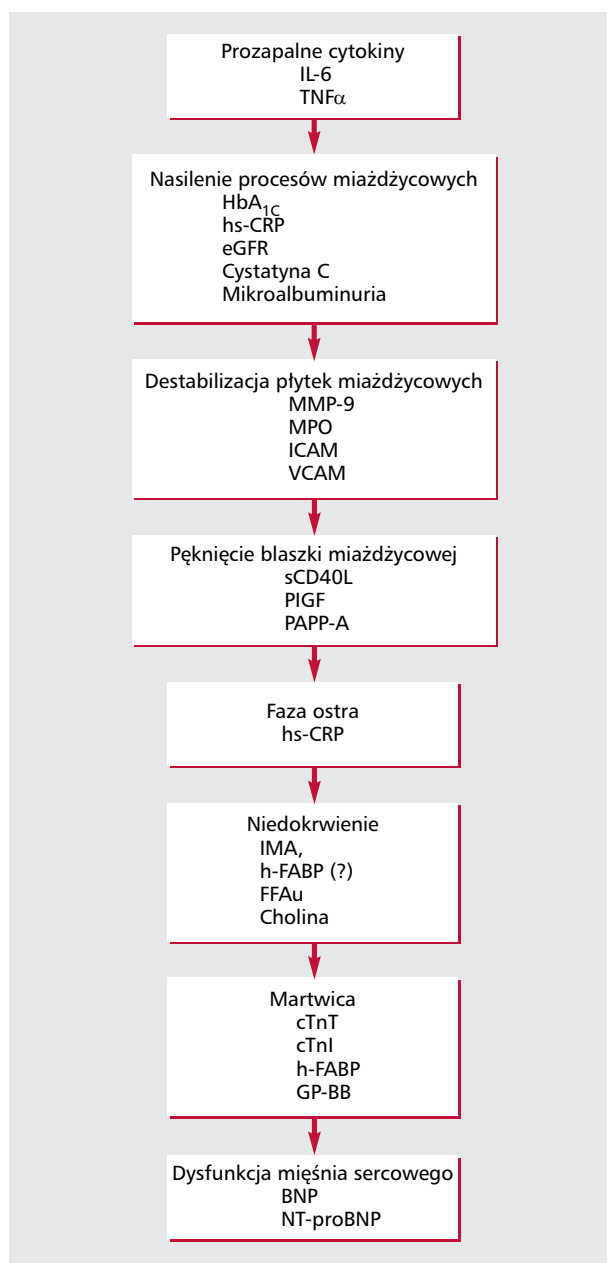 Prozapalne cytokiny
IL-6
TNFα
Nasilenie procesów miażdżycowych
HbA1C
hs-CRP
eGFR
Cystatyna C
Mikroalbuminuria
Destabilizacja płytek miażdżycowych
MMP-9
MPO
ICAM
VCAM
Pęknięcie blaszki miażdżycowej
sCD40L
PIGF
PAPP-A
Faza ostra
hs-CRP
Niedokrwienie
IMA,
h-FABP (?)
FFAu
Cholina
Martwica
cTnT
cTnI
h-FABP
GP-BB
Dysfunkcja mięśnia sercowego
BNP
NT-proBNP